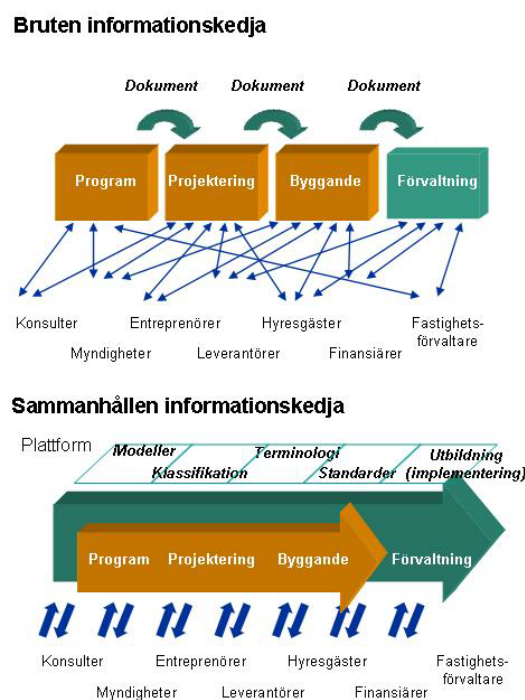 Bruten informationskedja
Dokument Dokument Dokument
Program Projektering Byggande Förvaltning
Konsulter Entreprenörer Hyresgäster Fastighets-
förvaltare
Myndigheter Leverantörer Finansiärer
Sammanhållen informationskedja
Plattform Modeller Terminologi Utbildning
Klassifikation Standarder (implementering)
Program Projektering Byggande Förvaltning
Konsulter Entreprenörer Hyresgäster Fastighets-
förvaltare
Myndigheter Leverantörer Finansiärer